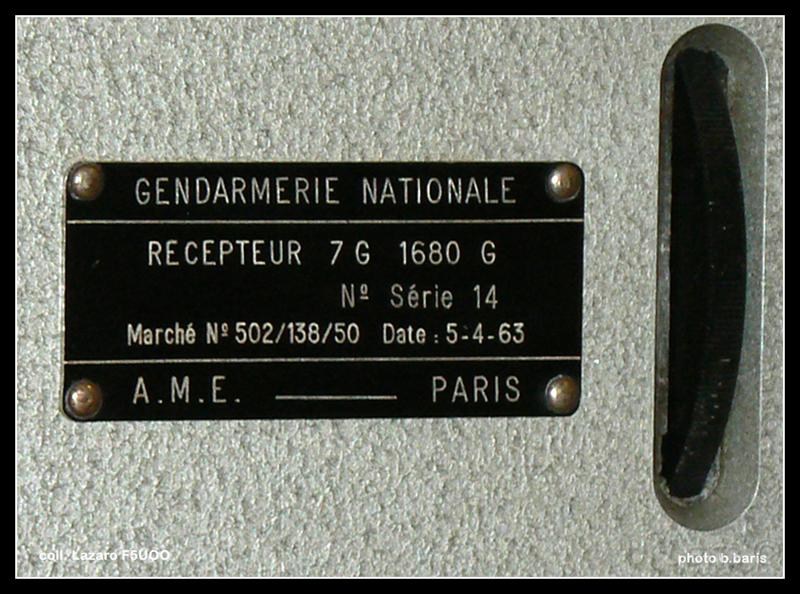 GENDARMERIE NATIONALE
RECEPTEUR 7 G 1680 G
Nº Série 14
Marché Nº 502/138/50 Date : 5-4-63
A.M.E. ——— PARIS
coll. Lazaro F6UOO
photo b.baris